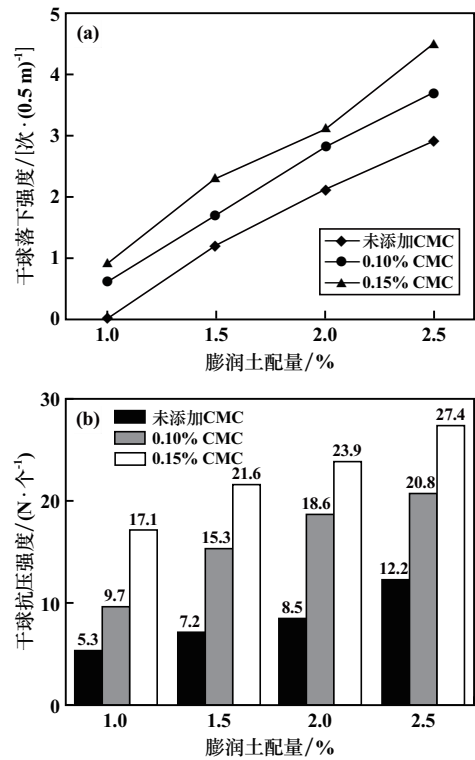 (a)
干球落下强度/[次·(0.5 m)⁻¹]
5
4
3
2
1
0
未添加CMC
0.10% CMC
0.15% CMC
1.0 1.5 2.0 2.5
膨润土配量/%
(b)
干球抗压强度/(N·个⁻¹)
30
20
10
0
未添加CMC
0.10% CMC
0.15% CMC
5.3 9.7 17.1
7.2 15.3 21.6
8.5 18.6 23.9
12.2 20.8 27.4
1.0 1.5 2.0 2.5
膨润土配量/%